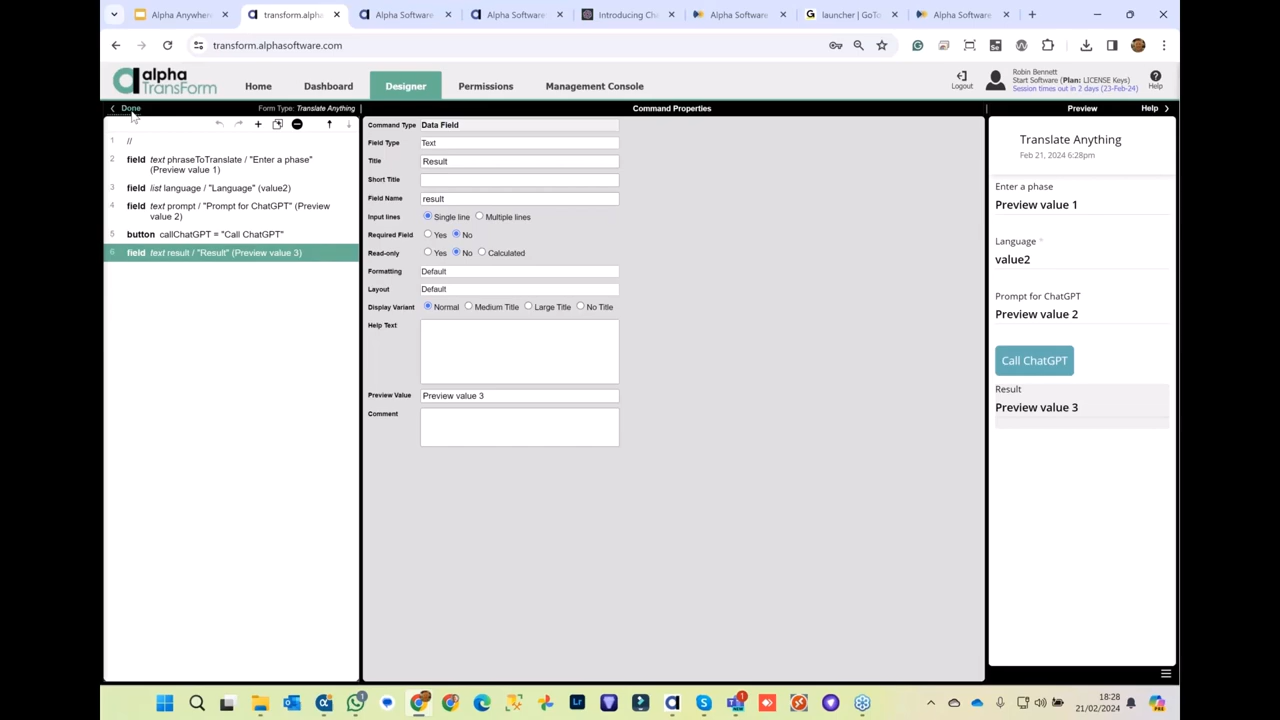 Alpha Anywhere
transform.alpha
Alpha Software
Alpha Software
Introducing Cha
Alpha Software
launcher | GoTo
Alpha Software
transform.alphasoftware.com
alpha
TransForm
Home
Dashboard
Designer
Permissions
Management Console
Logout
Robin Bennett
Start Software (Plan: LICENSE Keys)
Session times out in 2 days (23-Feb-24)
Help
Done
Form Type: Translate Anything
Command Properties
Preview
Help
1 //
2 field text phraseToTranslate / "Enter a phase"
(Preview value 1)
3 field list language / "Language" (value2)
4 field text prompt / "Prompt for ChatGPT" (Preview
value 2)
5 button callChatGPT = "Call ChatGPT"
6 field text result / "Result" (Preview value 3)
Command Type Data Field
Field Type Text
Title Result
Short Title
Field Name result
Input lines Single line Multiple lines
Required Field Yes No
Read-only Yes No Calculated
Formatting Default
Layout Default
Display Variant Normal Medium Title Large Title No Title
Help Text
Preview Value Preview value 3
Comment
Translate Anything
Feb 21, 2024 6:28pm
Enter a phase
Preview value 1
Language *
value2
Prompt for ChatGPT
Preview value 2
Call ChatGPT
Result
Preview value 3
18:28
21/02/2024